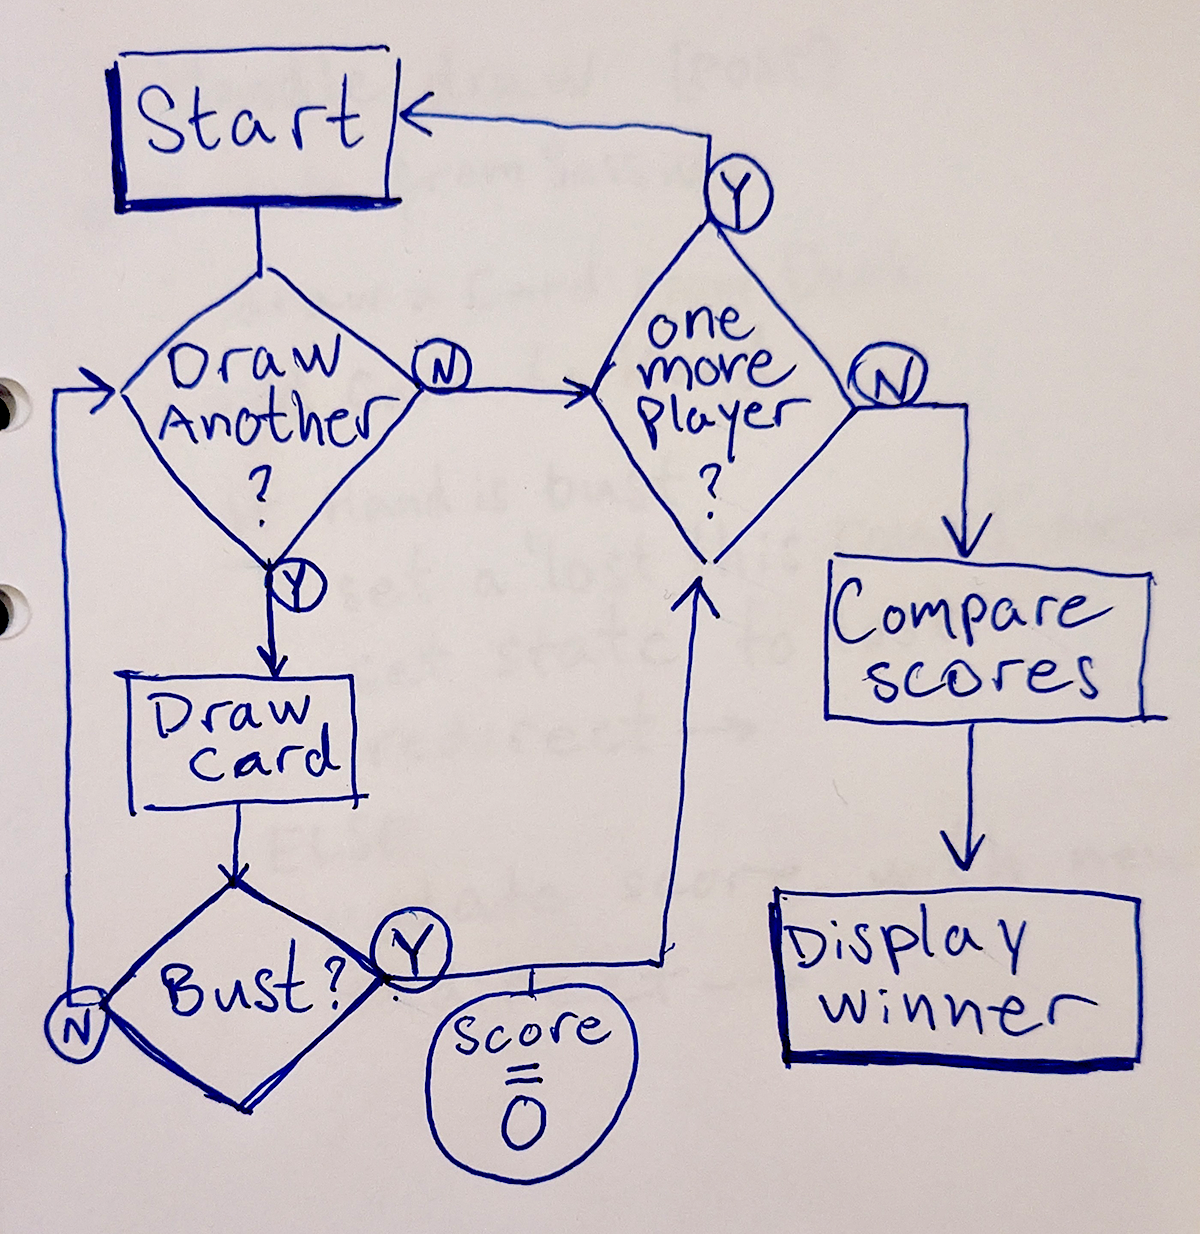 Start
Y
Draw
Another
?
N
one
more
player
?
N
Y
Compare
scores
Draw
card
Display
winner
Bust?
Y
N
score
=
0